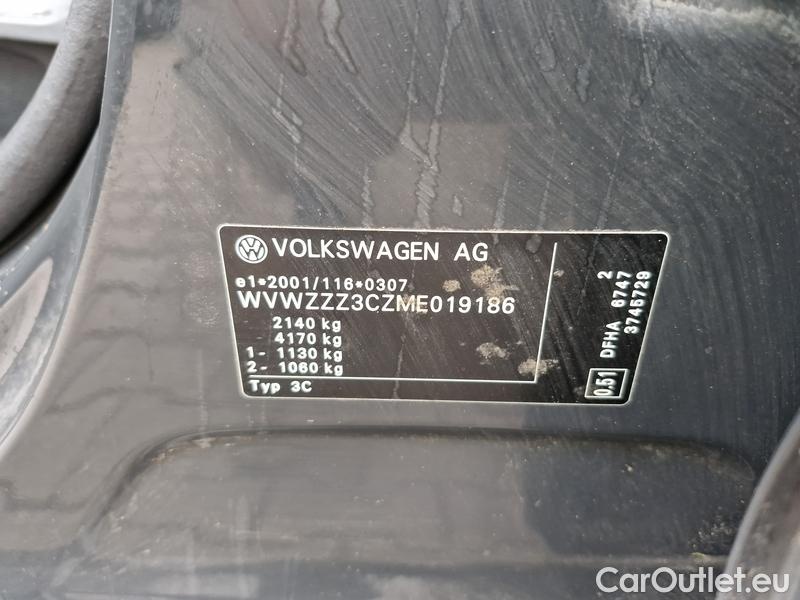 VOLKSWAGEN AG
e1*2001/116*0307
WVWZZZ3CZME019186
2140 kg
4170 kg
1- 1130 kg
2- 1060 kg
Typ 3C
2
DFHA 6747
3745729
0.51
CarOutlet.eu